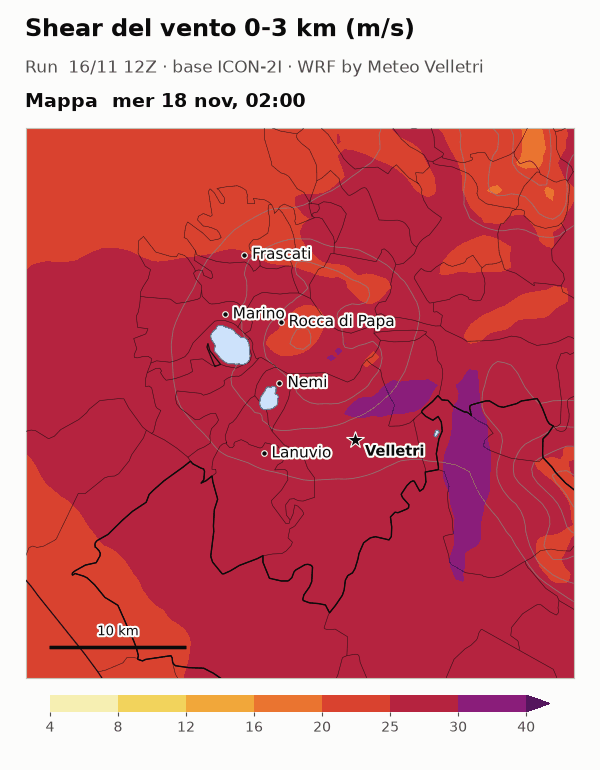 Shear del vento 0-3 km (m/s)
Run  16/11 12Z · base ICON-2I · WRF by Meteo Velletri
Mappa  mer 18 nov, 02:00
Frascati
Marino
Rocca di Papa
Nemi
Velletri
Lanuvio
10 km
4 8 12 16 20 25 30 40